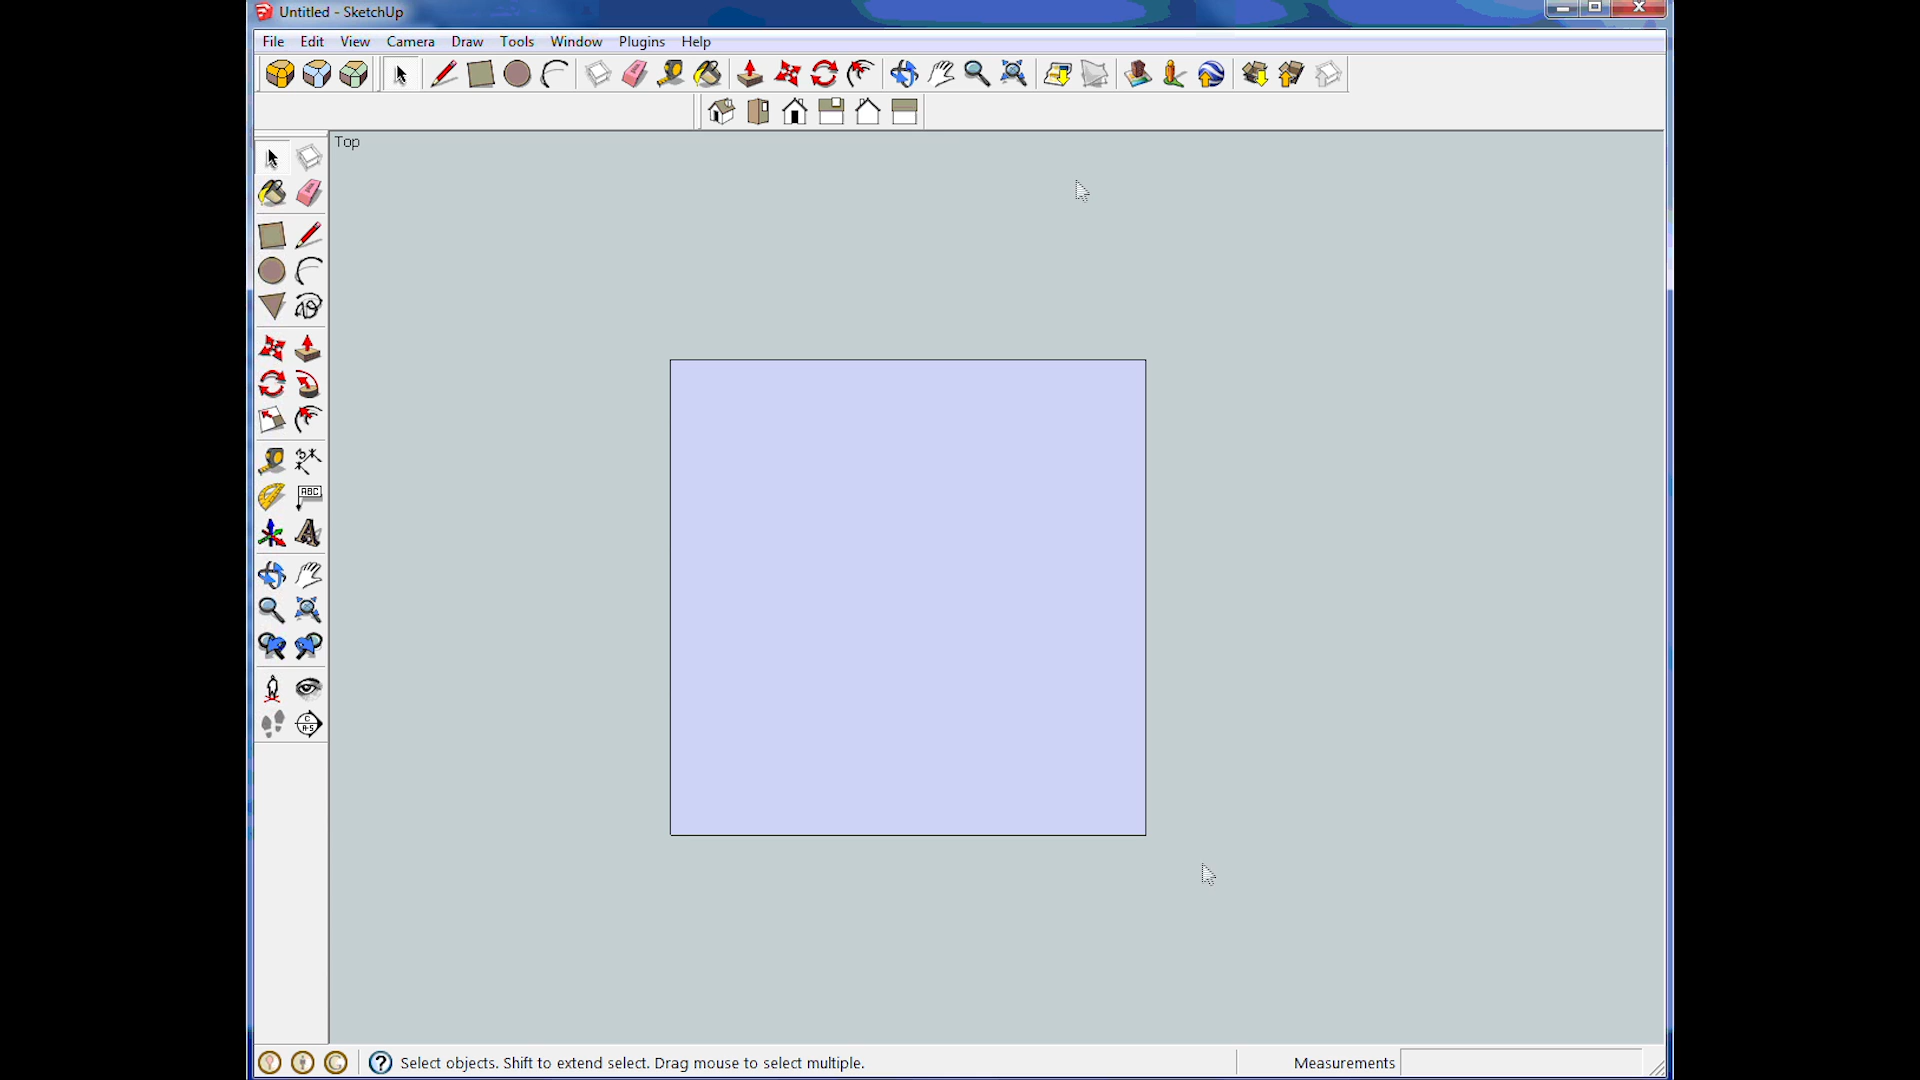 Untitled - SketchUp
File Edit View Camera Draw Tools Window Plugins Help
Top
ABC
Select objects. Shift to extend select. Drag mouse to select multiple.
Measurements